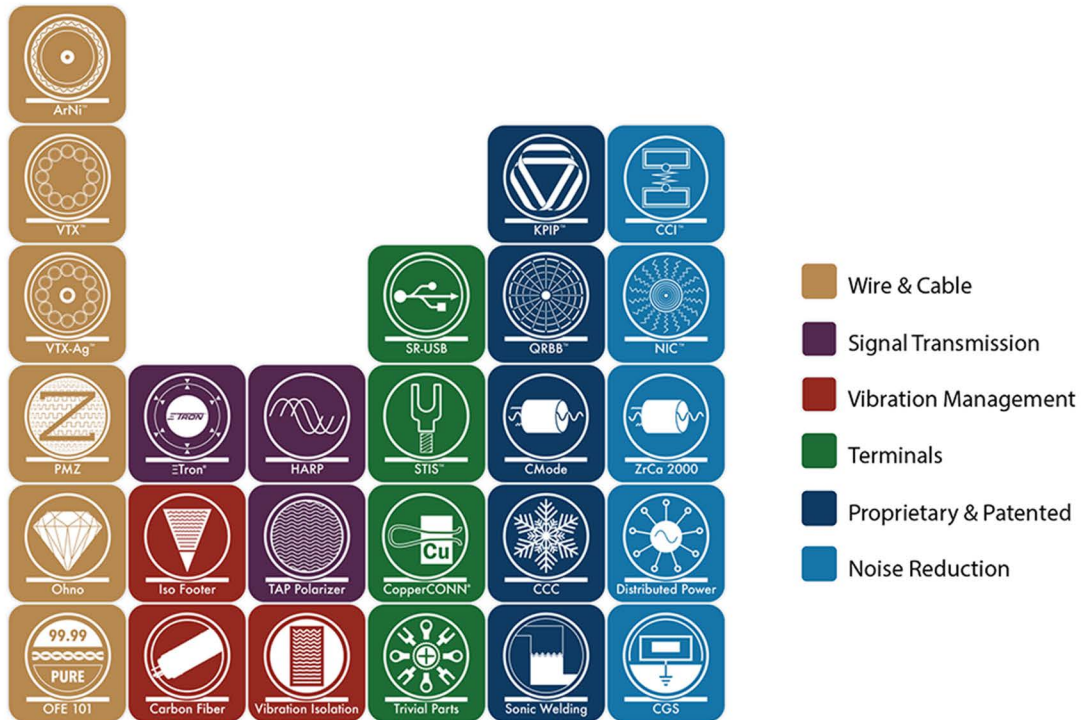 ArNi™
VTX™
KPIP™
CCI™
VTX-Ag™
SR-USB
QRBB™
NIC™
PMZ
ΞTRON
ΞTron®
HARP
STIS™
CMode
ZrCa 2000
Ohno
Iso Footer
TAP Polarizer
Cu
CopperCONN®
CCC
Distributed Power
99.99
PURE
OFE 101
Carbon Fiber
Vibration Isolation
Trivial Parts
Sonic Welding
CGS
Wire & Cable
Signal Transmission
Vibration Management
Terminals
Proprietary & Patented
Noise Reduction